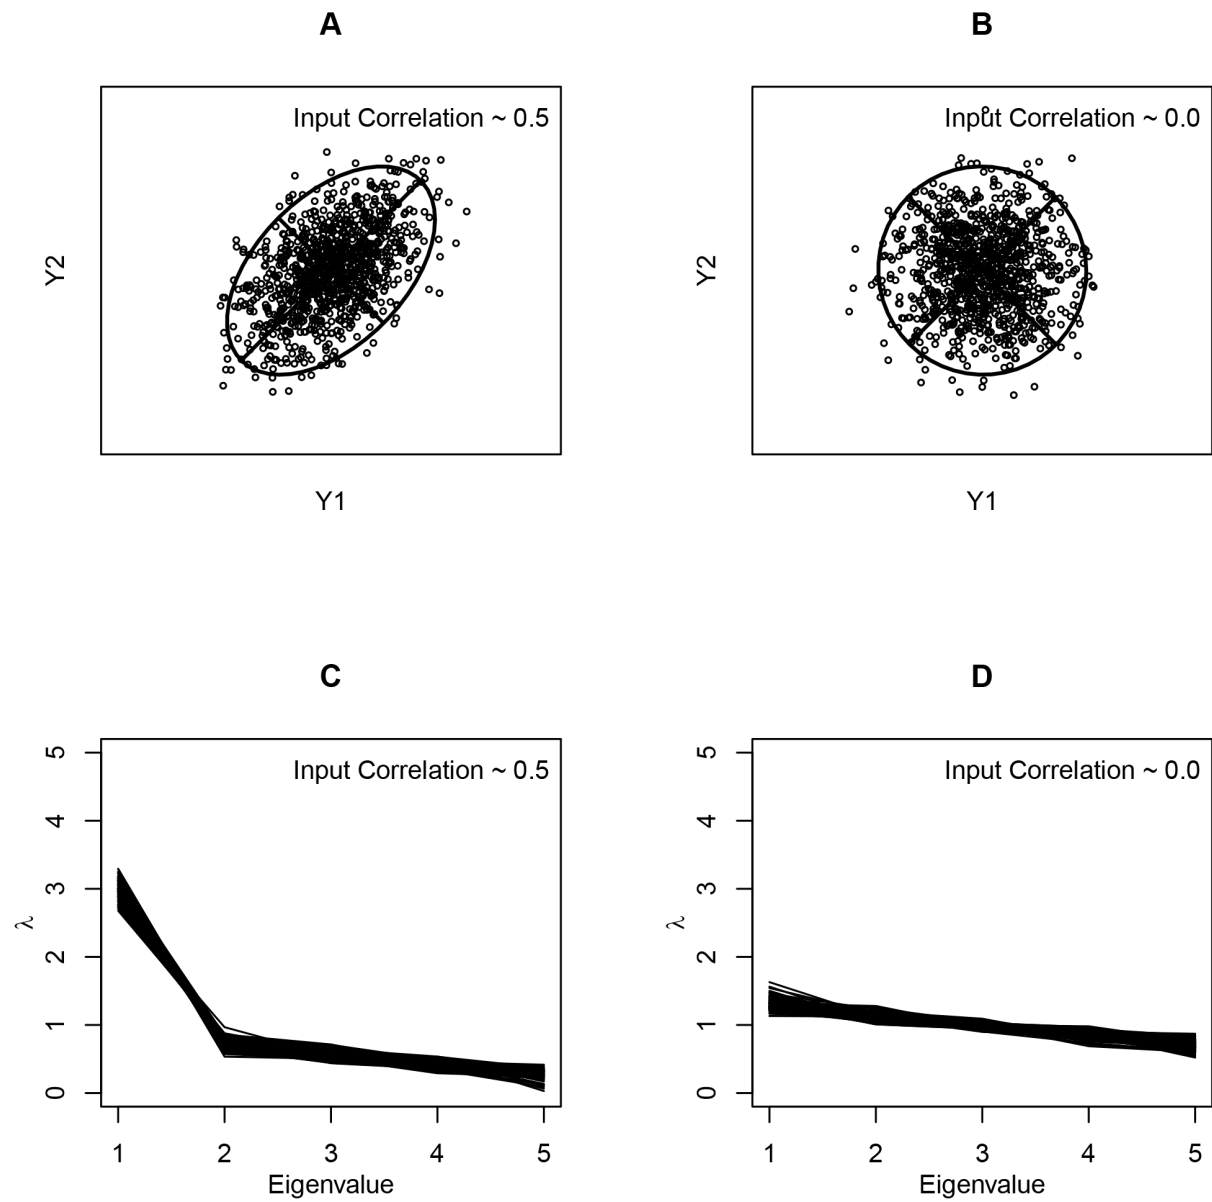 A
B
Input Correlation ~ 0.5
Input Correlation ~ 0.0
Y2
Y2
Y1
Y1
C
D
Input Correlation ~ 0.5
Input Correlation ~ 0.0
5
4
3
2
1
0
λ
1 2 3 4 5
Eigenvalue
5
4
3
2
1
0
λ
1 2 3 4 5
Eigenvalue